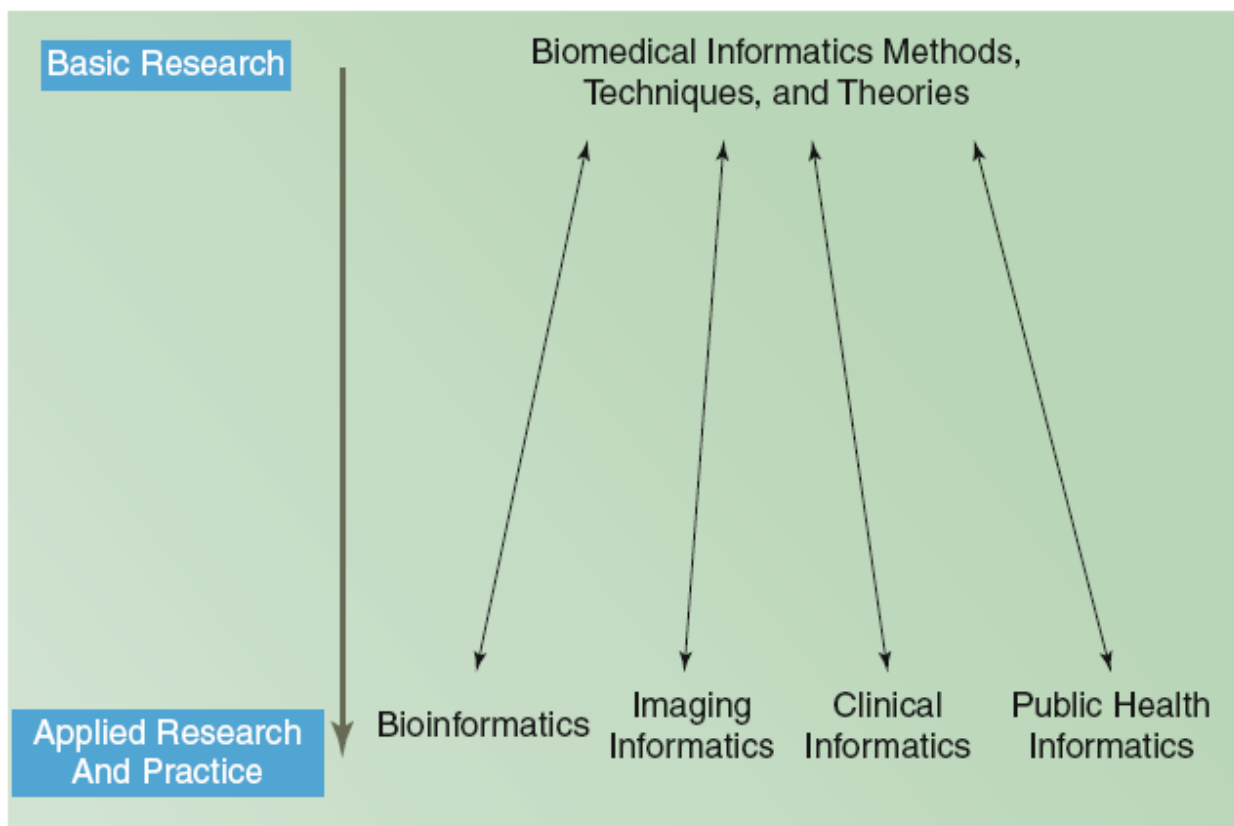 Basic Research
Biomedical Informatics Methods,
Techniques, and Theories
Applied Research
And Practice
Bioinformatics
Imaging
Informatics
Clinical
Informatics
Public Health
Informatics